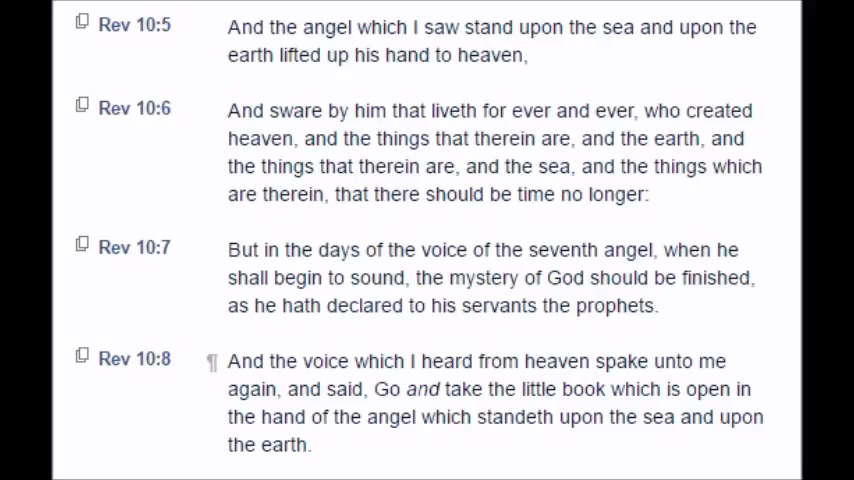 Rev 10:5 And the angel which I saw stand upon the sea and upon the
earth lifted up his hand to heaven,
Rev 10:6 And sware by him that liveth for ever and ever, who created
heaven, and the things that therein are, and the earth, and
the things that therein are, and the sea, and the things which
are therein, that there should be time no longer:
Rev 10:7 But in the days of the voice of the seventh angel, when he
shall begin to sound, the mystery of God should be finished,
as he hath declared to his servants the prophets.
Rev 10:8 ¶ And the voice which I heard from heaven spake unto me
again, and said, Go and take the little book which is open in
the hand of the angel which standeth upon the sea and upon
the earth.